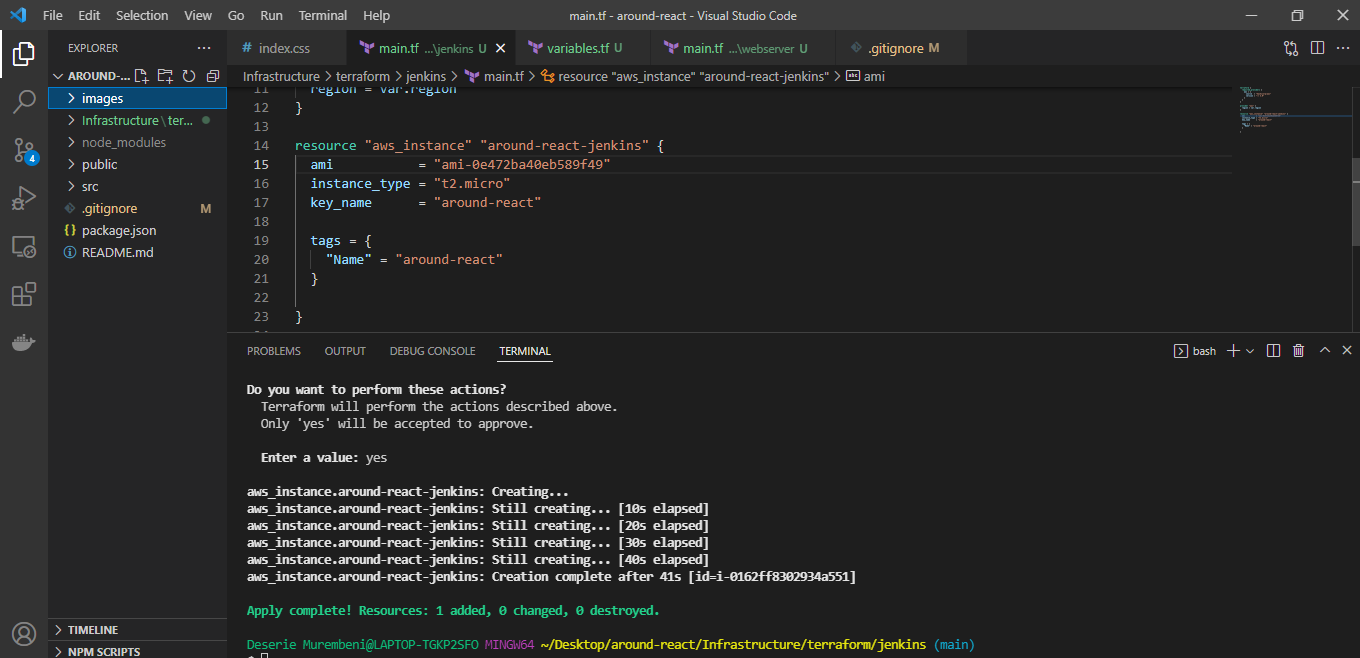 File Edit Selection View Go Run Terminal Help main.tf - around-react - Visual Studio Code
EXPLORER
# index.css main.tf ...\jenkins U variables.tf U main.tf ...\webserver U .gitignore M
AROUND-...
Infrastructure > terraform > jenkins > main.tf > resource "aws_instance" "around-react-jenkins" > ami
images
Infrastructure\ter...
node_modules
public
src
.gitignore M
{} package.json
README.md
4
11 region = var.region
12 }
13
14 resource "aws_instance" "around-react-jenkins" {
15 ami = "ami-0e472ba40eb589f49"
16 instance_type = "t2.micro"
17 key_name = "around-react"
18
19 tags = {
20 "Name" = "around-react"
21 }
22
23 }
PROBLEMS OUTPUT DEBUG CONSOLE TERMINAL bash
Do you want to perform these actions?
Terraform will perform the actions described above.
Only 'yes' will be accepted to approve.
Enter a value: yes
aws_instance.around-react-jenkins: Creating...
aws_instance.around-react-jenkins: Still creating... [10s elapsed]
aws_instance.around-react-jenkins: Still creating... [20s elapsed]
aws_instance.around-react-jenkins: Still creating... [30s elapsed]
aws_instance.around-react-jenkins: Still creating... [40s elapsed]
aws_instance.around-react-jenkins: Creation complete after 41s [id=i-0162ff8302934a551]
Apply complete! Resources: 1 added, 0 changed, 0 destroyed.
Deserie Murembeni@LAPTOP-TGKP2SFO MINGW64 ~/Desktop/around-react/Infrastructure/terraform/jenkins (main)
TIMELINE
NPM SCRIPTS